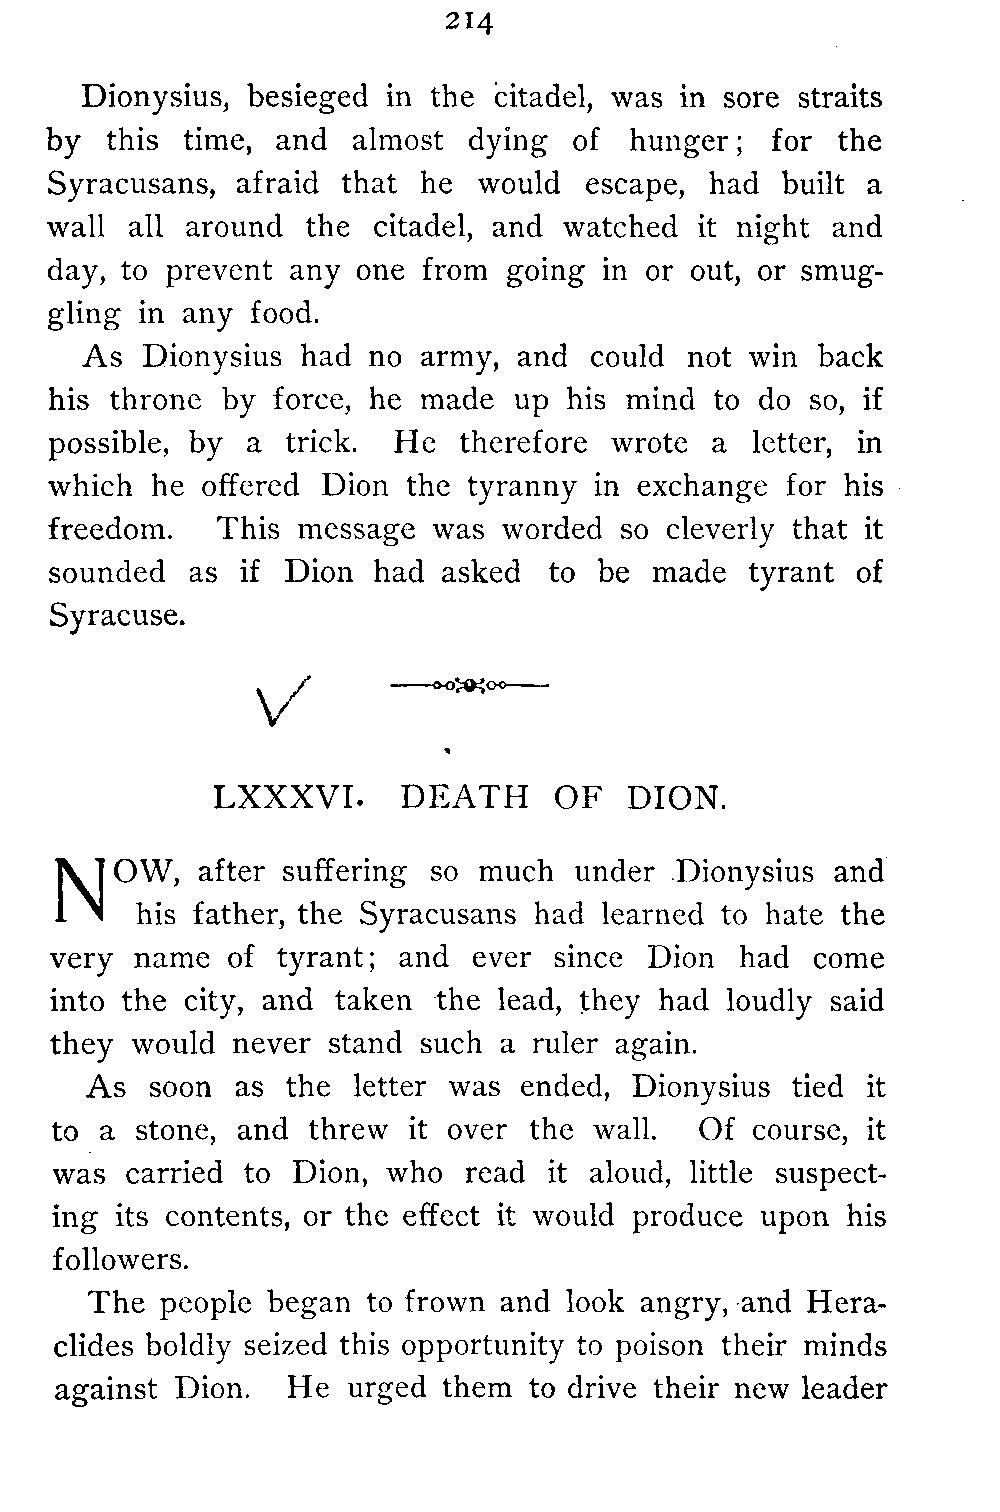 214
Dionysius, besieged in the citadel, was in sore straits
by this time, and almost dying of hunger; for the
Syracusans, afraid that he would escape, had built a
wall all around the citadel, and watched it night and
day, to prevent any one from going in or out, or smug-
gling in any food.
As Dionysius had no army, and could not win back
his throne by force, he made up his mind to do so, if
possible, by a trick. He therefore wrote a letter, in
which he offered Dion the tyranny in exchange for his
freedom. This message was worded so cleverly that it
sounded as if Dion had asked to be made tyrant of
Syracuse.
LXXXVI. DEATH OF DION.
NOW, after suffering so much under Dionysius and
his father, the Syracusans had learned to hate the
very name of tyrant; and ever since Dion had come
into the city, and taken the lead, they had loudly said
they would never stand such a ruler again.
As soon as the letter was ended, Dionysius tied it
to a stone, and threw it over the wall. Of course, it
was carried to Dion, who read it aloud, little suspect-
ing its contents, or the effect it would produce upon his
followers.
The people began to frown and look angry, and Hera-
clides boldly seized this opportunity to poison their minds
against Dion. He urged them to drive their new leader